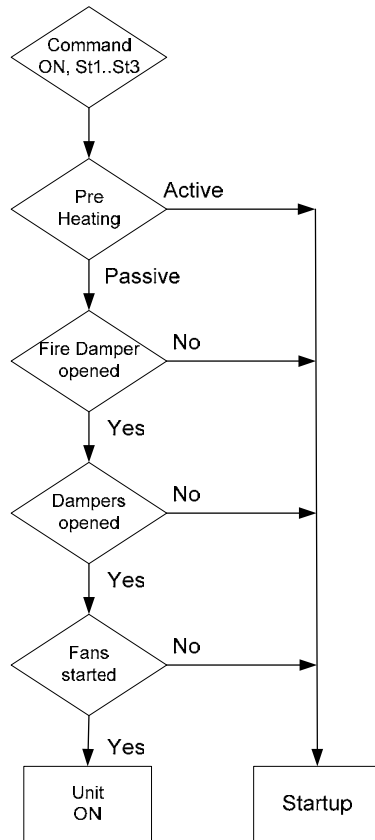 Command
ON, St1..St3
Pre
Heating
Active
Passive
Fire Damper
opened
No
Yes
Dampers
opened
No
Yes
Fans
started
No
Yes
Unit
ON
Startup